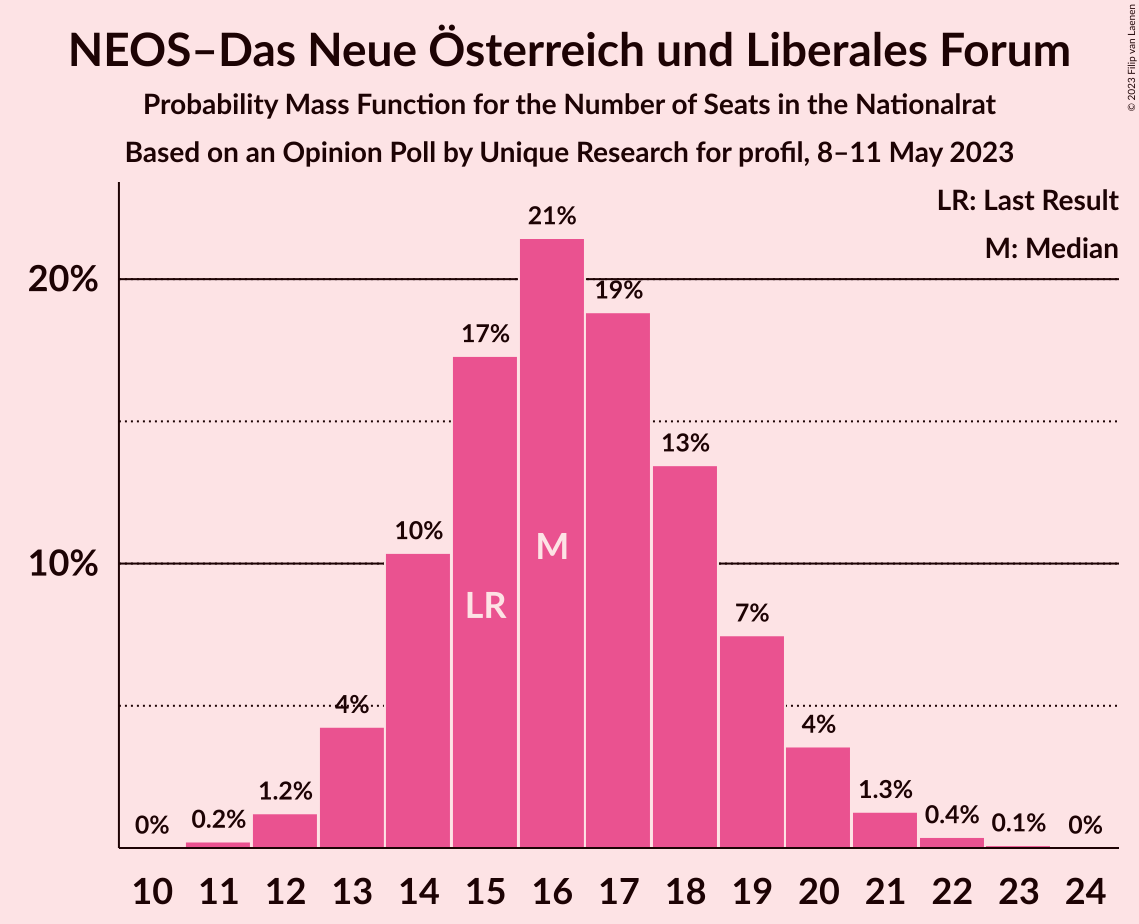 NEOS–Das Neue Österreich und Liberales Forum
Probability Mass Function for the Number of Seats in the Nationalrat
Based on an Opinion Poll by Unique Research for profil, 8–11 May 2023
© 2023 Filip van Laenen
LR: Last Result
M: Median
20%
10%
0%
0.2%
1.2%
4%
10%
17%
21%
19%
13%
7%
4%
1.3%
0.4%
0.1%
0%
LR
M
10 11 12 13 14 15 16 17 18 19 20 21 22 23 24